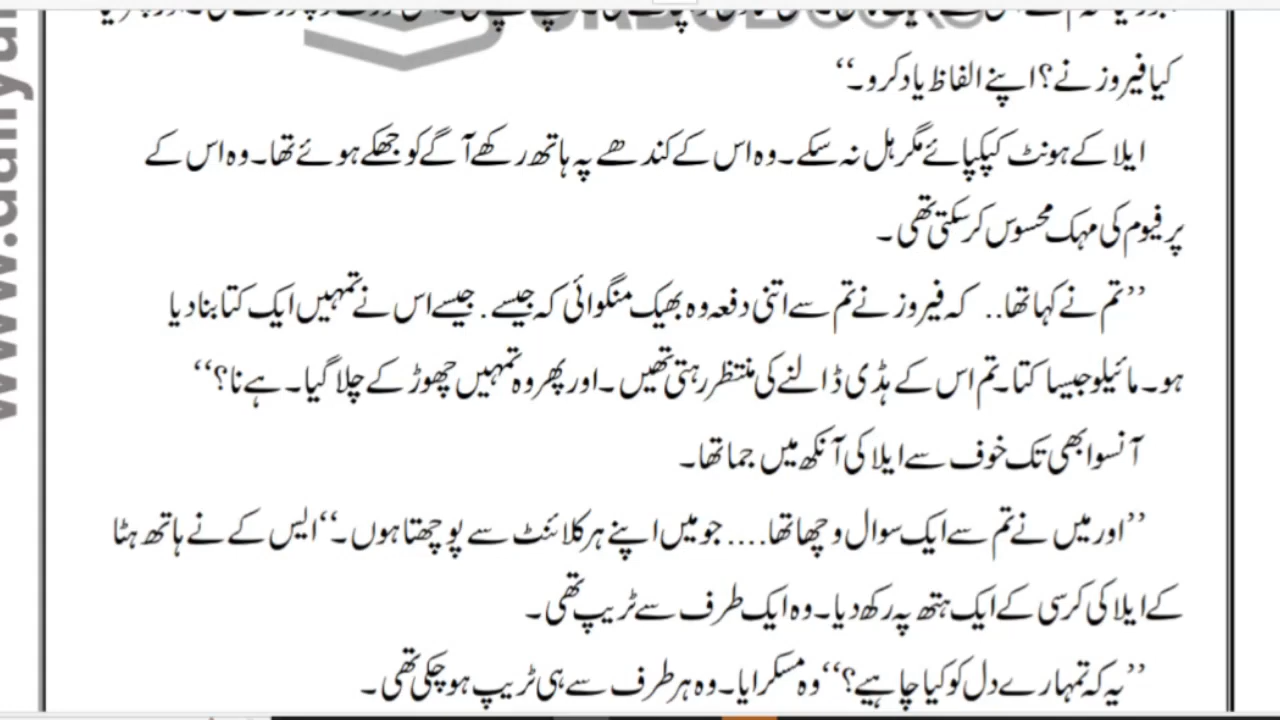 کیا فیروز نے؟ اپنے الفاظ یاد کرو۔‘‘
ایلا کے ہونٹ کپکپائے مگر ہل نہ سکے۔ وہ اس کے کندھے پہ ہاتھ رکھے آگے کو جھکے ہوئے تھا۔ وہ اس کے
پرفیوم کی مہک محسوس کر سکتی تھی۔
’’تم نے کہا تھا.. کہ فیروز نے تم سے اتنی دفعہ وہ بھیک منگوائی کہ جیسے. جیسے اس نے تمہیں ایک کتا بنا دیا
ہو۔ مائیلو جیسا کتا۔ تم اس کے ہڈی ڈالنے کی منتظر رہتی تھیں۔ اور پھر وہ تمہیں چھوڑ کے چلا گیا۔ ہے نا؟‘‘
آنسو ابھی تک خوف سے ایلا کی آنکھ میں جما تھا۔
’’اور میں نے تم سے ایک سوال و چھا تھا.... جو میں اپنے ہر کلائنٹ سے پوچھتا ہوں۔‘‘ ایس کے نے ہاتھ ہٹا
کے ایلا کی کرسی کے ایک ہتھ پہ رکھ دیا۔ وہ ایک طرف سے ٹریپ تھی۔
’’یہ کہ تمہارے دل کو کیا چاہیے؟‘‘ وہ مسکرایا۔ وہ ہر طرف سے ہی ٹریپ ہو چکی تھی۔